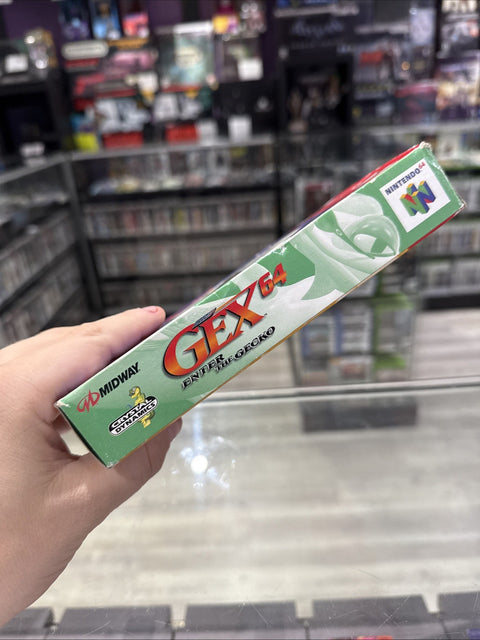 MIDWAY
CRYSTAL
DYNAMICS
GEX 64
ENTER
THE GECKO
NINTENDO 64